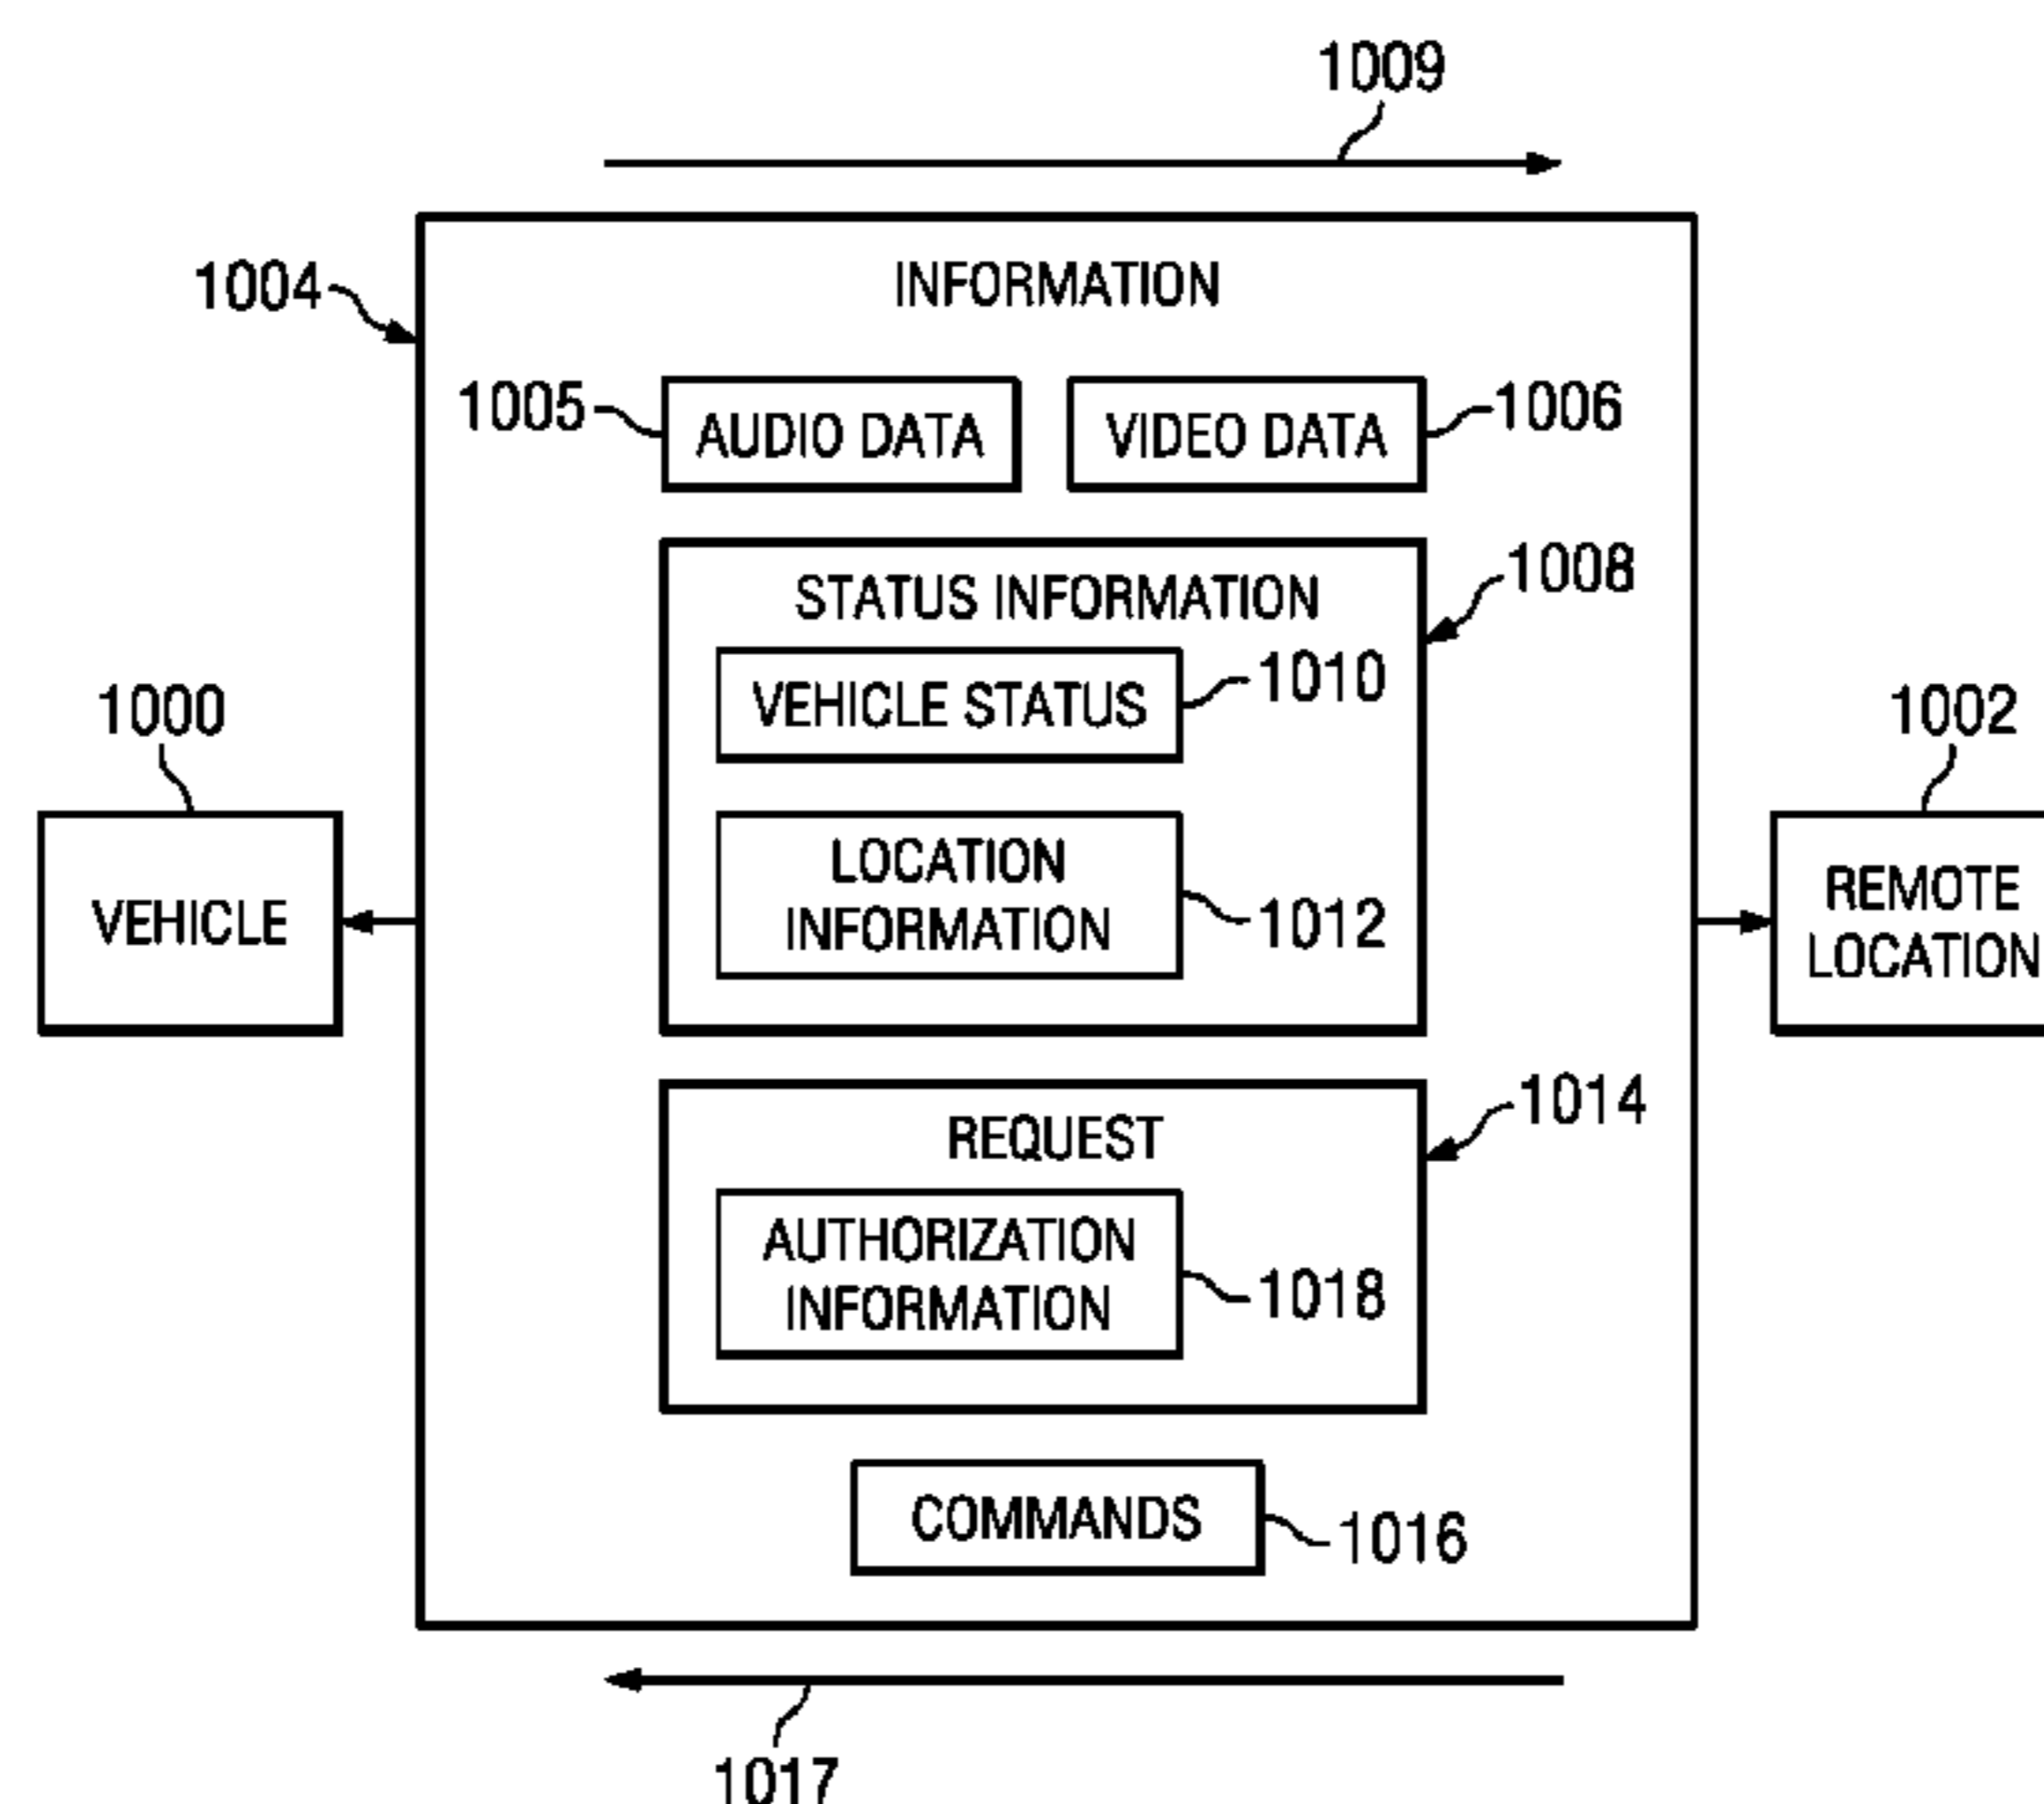 1009
1004
INFORMATION
1005
AUDIO DATA
VIDEO DATA
1006
STATUS INFORMATION
1008
VEHICLE STATUS
1010
LOCATION
INFORMATION
1012
1000
VEHICLE
1002
REMOTE
LOCATION
REQUEST
1014
AUTHORIZATION
INFORMATION
1018
COMMANDS
1016
1017